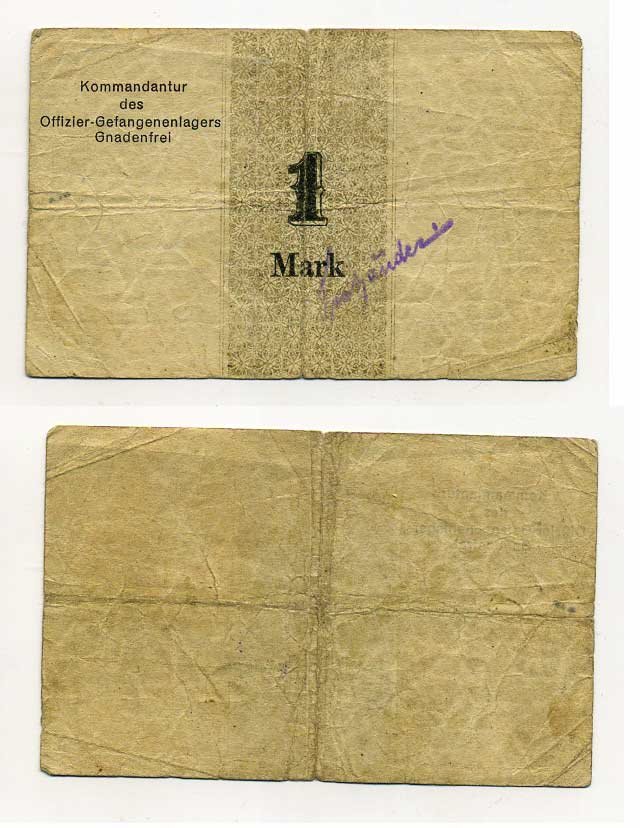 Kommandantur
des
Offizier-Gefangenenlagers
Gnadenfrei
1
Mark